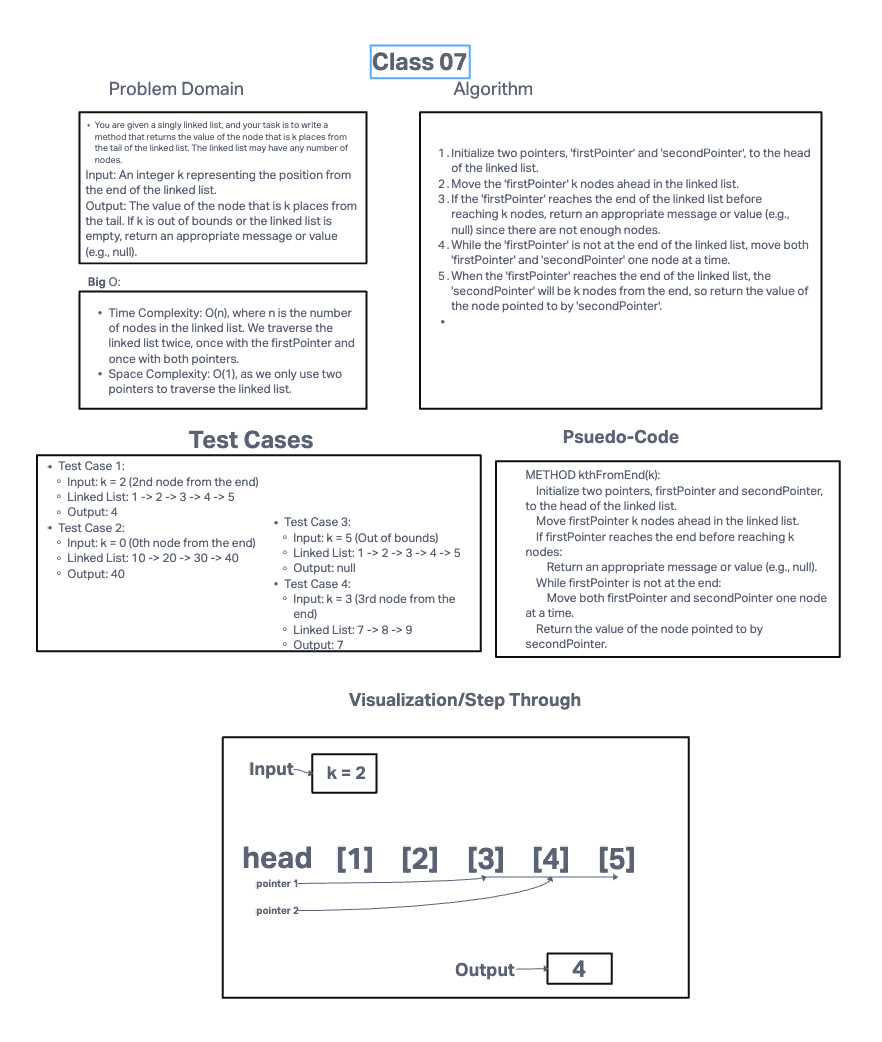 Class 07
Problem Domain
• You are given a singly linked list, and your task is to write a
method that returns the value of the node that is k places from
the tail of the linked list. The linked list may have any number of
nodes.
Input: An integer k representing the position from
the end of the linked list.
Output: The value of the node that is k places from
the tail. If k is out of bounds or the linked list is
empty, return an appropriate message or value
(e.g., null).
Big O:
• Time Complexity: O(n), where n is the number
of nodes in the linked list. We traverse the
linked list twice, once with the firstPointer and
once with both pointers.
• Space Complexity: O(1), as we only use two
pointers to traverse the linked list.
Algorithm
1. Initialize two pointers, 'firstPointer' and 'secondPointer', to the head
of the linked list.
2. Move the 'firstPointer' k nodes ahead in the linked list.
3. If the 'firstPointer' reaches the end of the linked list before
reaching k nodes, return an appropriate message or value (e.g.,
null) since there are not enough nodes.
4. While the 'firstPointer' is not at the end of the linked list, move both
'firstPointer' and 'secondPointer' one node at a time.
5. When the 'firstPointer' reaches the end of the linked list, the
'secondPointer' will be k nodes from the end, so return the value of
the node pointed to by 'secondPointer'.
•
Test Cases
• Test Case 1:
◦ Input: k = 2 (2nd node from the end)
◦ Linked List: 1 -> 2 -> 3 -> 4 -> 5
◦ Output: 4
• Test Case 2:
◦ Input: k = 0 (0th node from the end)
◦ Linked List: 10 -> 20 -> 30 -> 40
◦ Output: 40
• Test Case 3:
◦ Input: k = 5 (Out of bounds)
◦ Linked List: 1 -> 2 -> 3 -> 4 -> 5
◦ Output: null
• Test Case 4:
◦ Input: k = 3 (3rd node from the
end)
◦ Linked List: 7 -> 8 -> 9
◦ Output: 7
Psuedo-Code
METHOD kthFromEnd(k):
Initialize two pointers, firstPointer and secondPointer,
to the head of the linked list.
Move firstPointer k nodes ahead in the linked list.
If firstPointer reaches the end before reaching k
nodes:
Return an appropriate message or value (e.g., null).
While firstPointer is not at the end:
Move both firstPointer and secondPointer one node
at a time.
Return the value of the node pointed to by
secondPointer.
Visualization/Step Through
Input k = 2
head [1] [2] [3] [4] [5]
pointer 1
pointer 2
Output 4